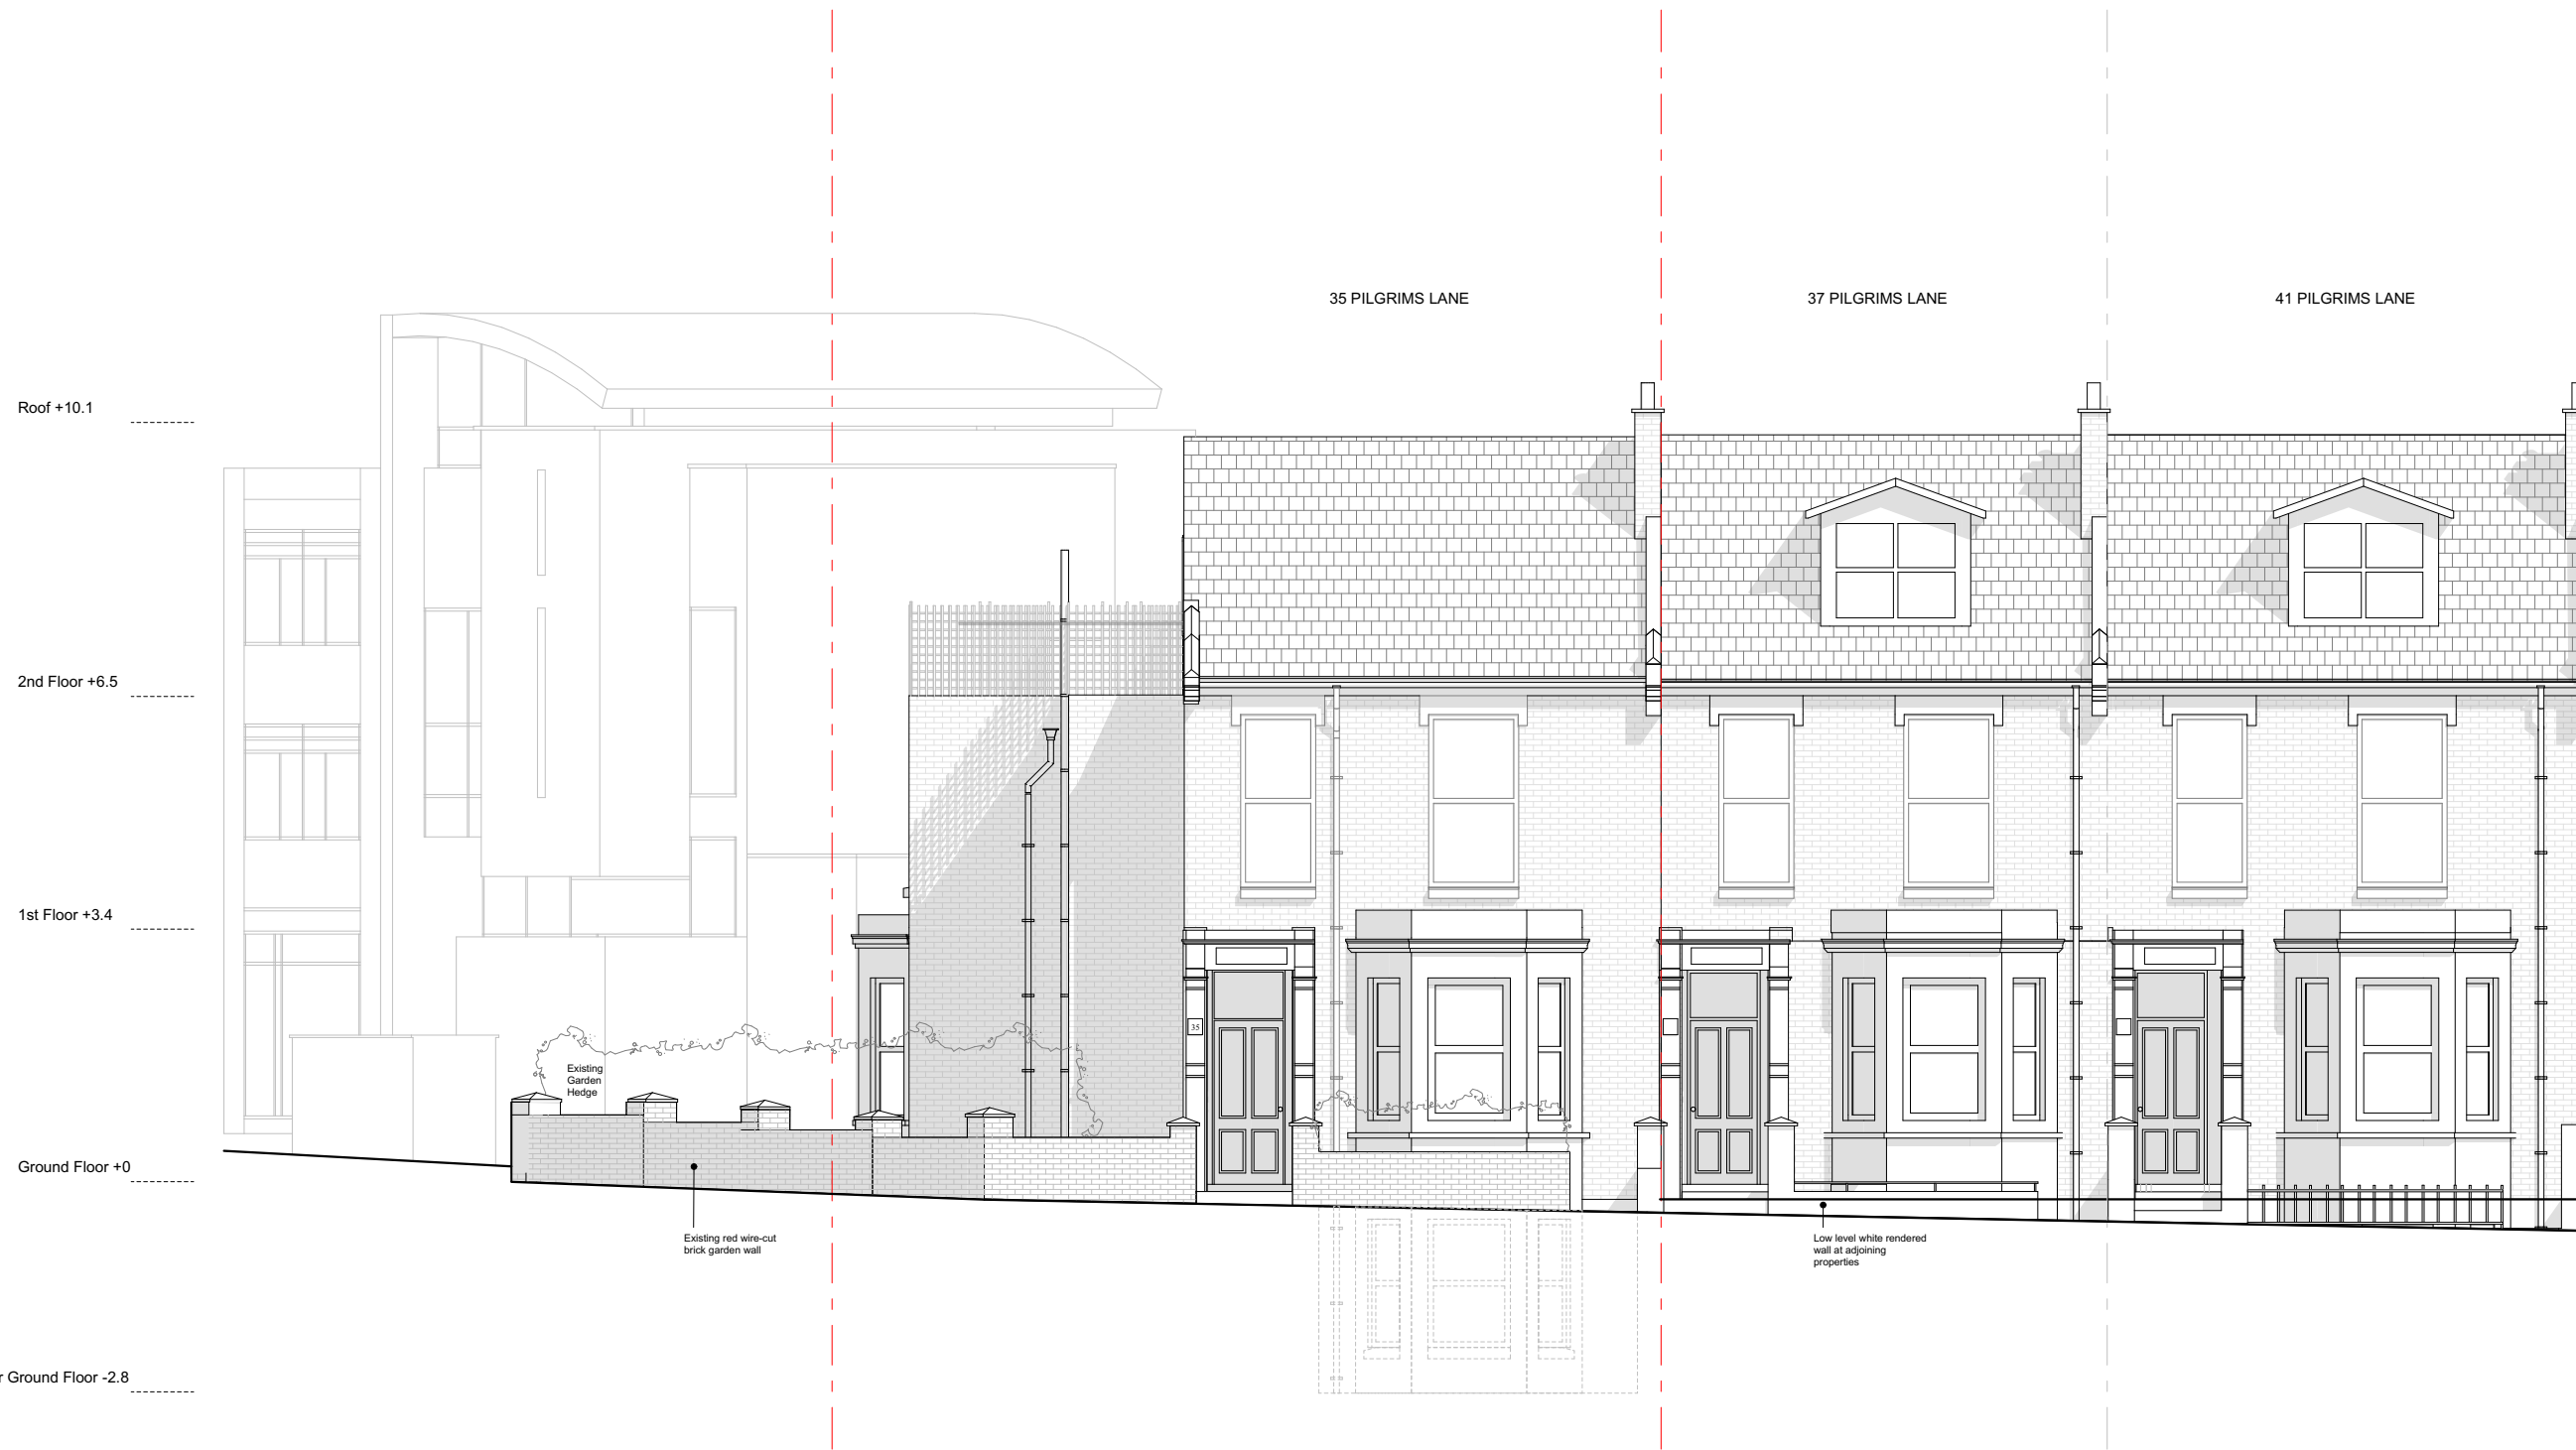 35 PILGRIMS LANE
37 PILGRIMS LANE
41 PILGRIMS LANE
Roof +10.1
2nd Floor +6.5
1st Floor +3.4
35
Existing
Garden
Hedge
Ground Floor +0
Existing red wire-cut
brick garden wall
Low level white rendered
wall at adjoining
properties
r Ground Floor -2.8